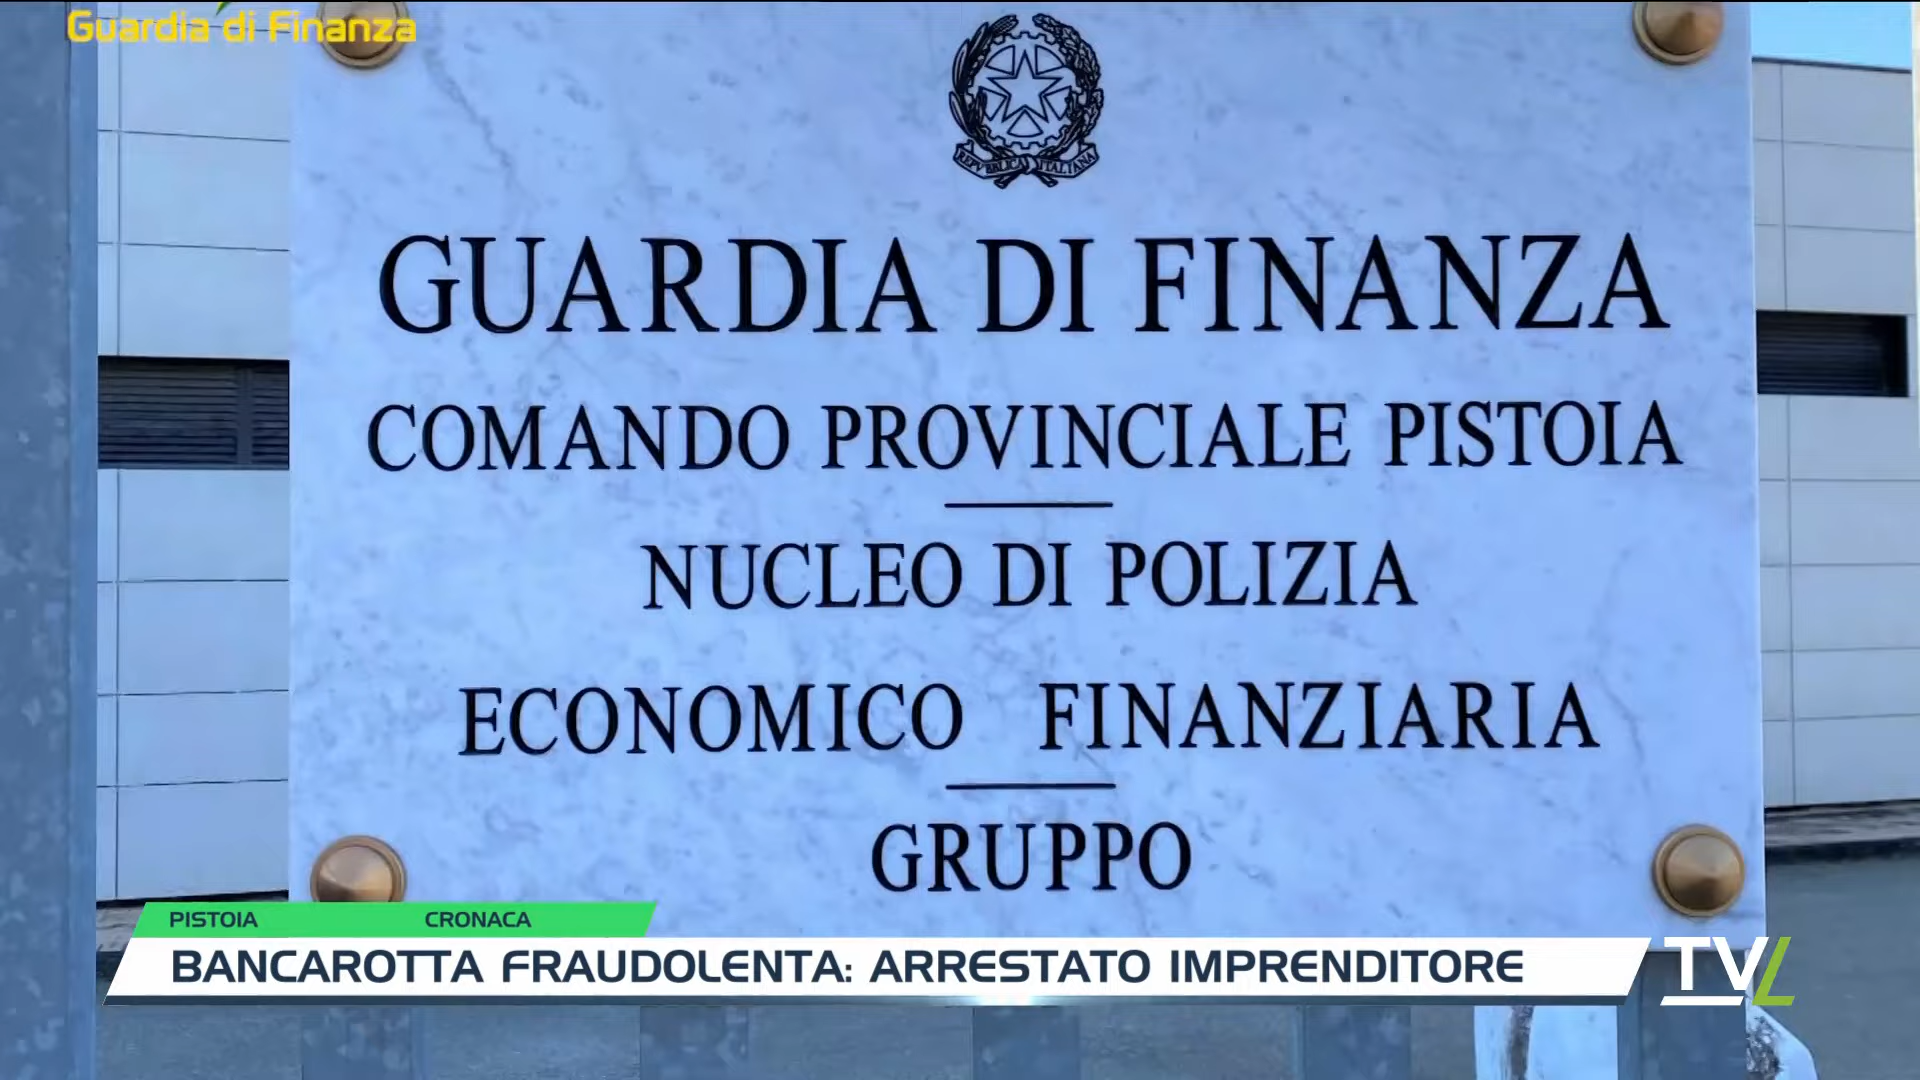 Guardia di Finanza
REPVBBLICA ITALIANA
GUARDIA DI FINANZA
COMANDO PROVINCIALE PISTOIA
NUCLEO DI POLIZIA
ECONOMICO FINANZIARIA
GRUPPO
PISTOIA CRONACA
BANCAROTTA FRAUDOLENTA: ARRESTATO IMPRENDITORE
TVL